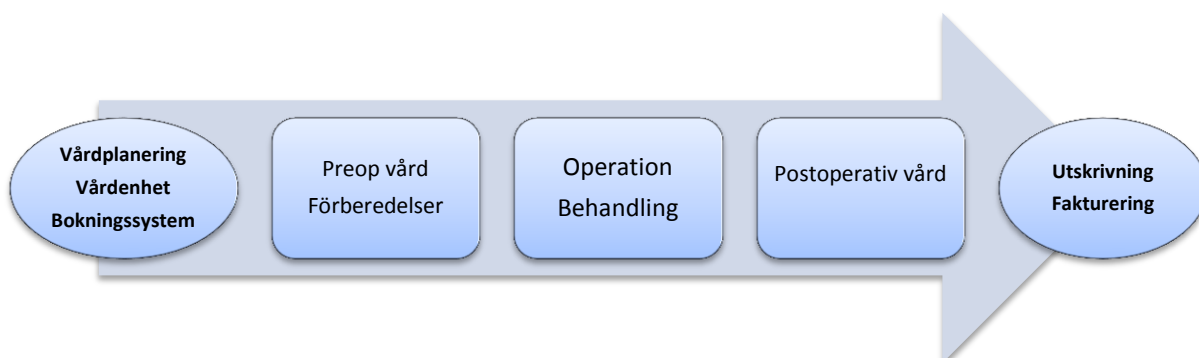 Vårdplanering
Vårdenhet
Bokningssystem
Preop vård
Förberedelser
Operation
Behandling
Postoperativ vård
Utskrivning
Fakturering